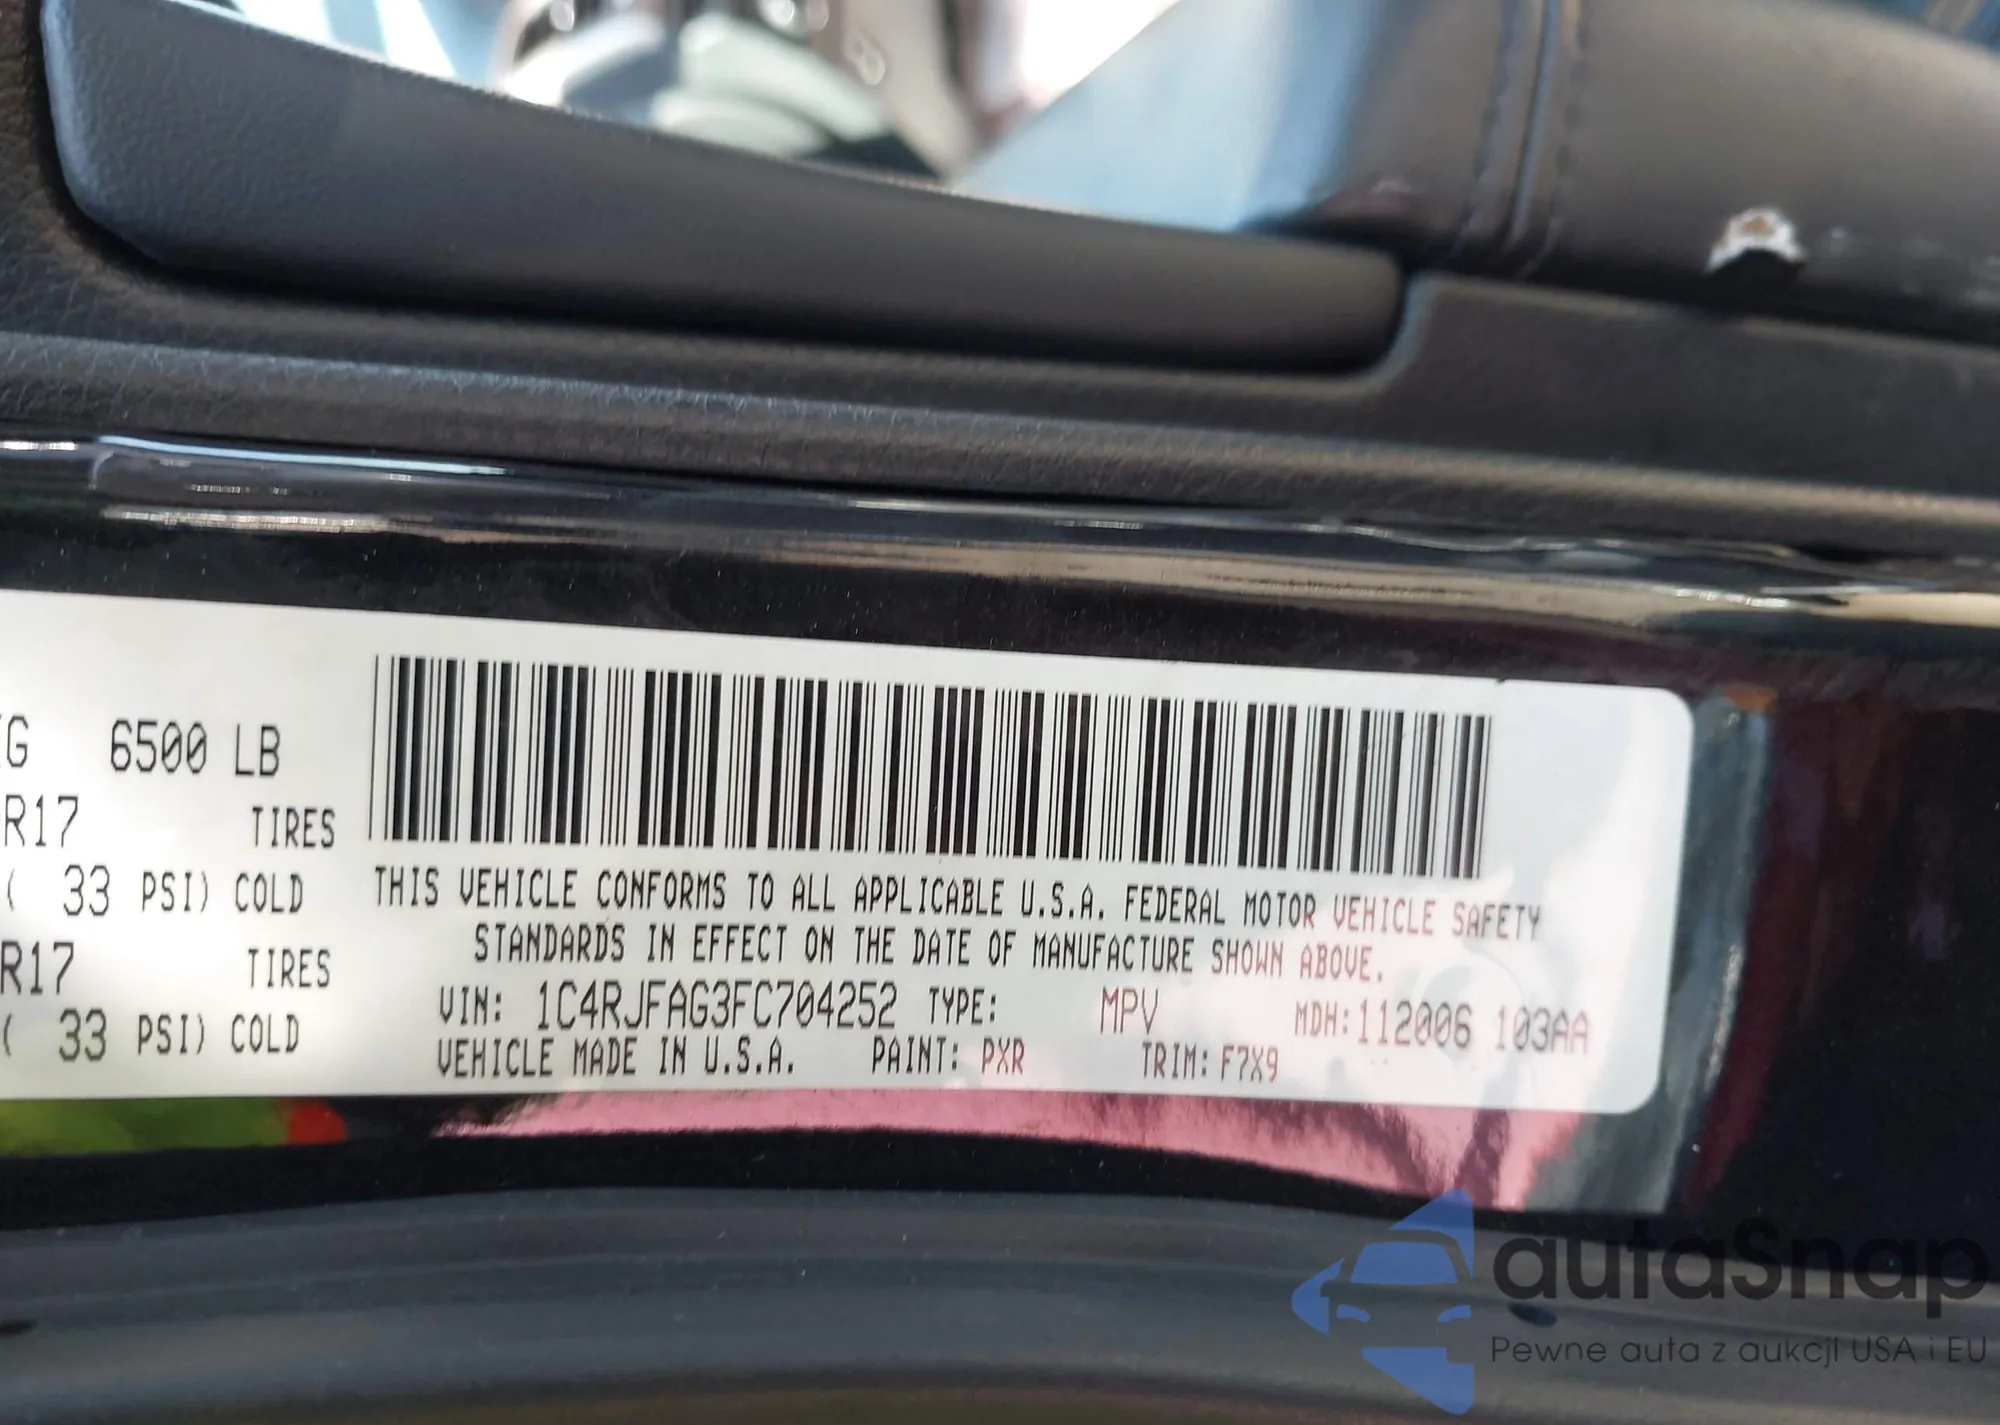 G 6500 LB
R17 TIRES
( 33 PSI) COLD
R17 TIRES
( 33 PSI) COLD
THIS VEHICLE CONFORMS TO ALL APPLICABLE U.S.A. FEDERAL MOTOR VEHICLE SAFETY
STANDARDS IN EFFECT ON THE DATE OF MANUFACTURE SHOWN ABOVE.
VIN: 1C4RJFAG3FC704252 TYPE: MPV MDH:112006 103AA
VEHICLE MADE IN U.S.A. PAINT: PXR TRIM: F7X9
autaSnap
Pewne auta z aukcji USA i EU